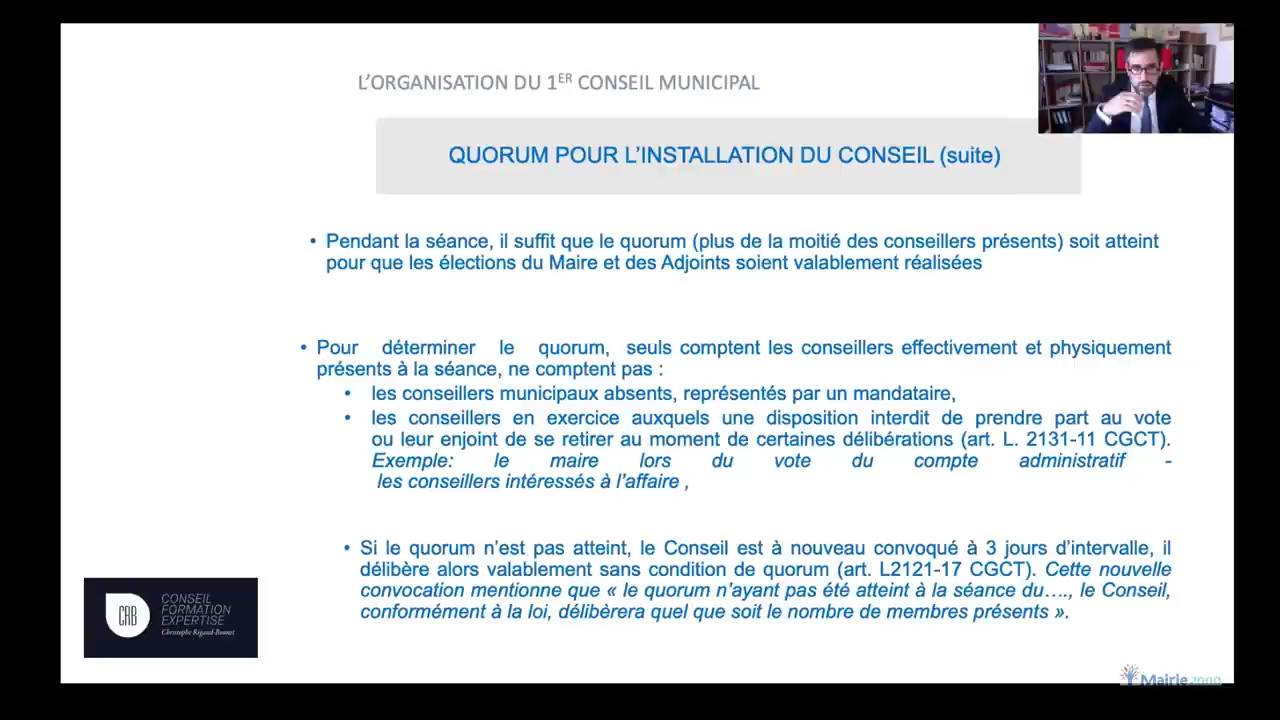 L'ORGANISATION DU 1ER CONSEIL MUNICIPAL
QUORUM POUR L'INSTALLATION DU CONSEIL (suite)
• Pendant la séance, il suffit que le quorum (plus de la moitié des conseillers présents) soit atteint
pour que les élections du Maire et des Adjoints soient valablement réalisées
• Pour déterminer le quorum, seuls comptent les conseillers effectivement et physiquement
présents à la séance, ne comptent pas :
• les conseillers municipaux absents, représentés par un mandataire,
• les conseillers en exercice auxquels une disposition interdit de prendre part au vote
ou leur enjoint de se retirer au moment de certaines délibérations (art. L. 2131-11 CGCT).
Exemple: le maire lors du vote du compte administratif -
les conseillers intéressés à l'affaire ,
• Si le quorum n'est pas atteint, le Conseil est à nouveau convoqué à 3 jours d'intervalle, il
délibère alors valablement sans condition de quorum (art. L2121-17 CGCT). Cette nouvelle
convocation mentionne que « le quorum n'ayant pas été atteint à la séance du…., le Conseil,
conformément à la loi, délibèrera quel que soit le nombre de membres présents ».
CRB
CONSEIL
FORMATION
EXPERTISE
Christophe Rigaud-Bonnet
Mairie 2000